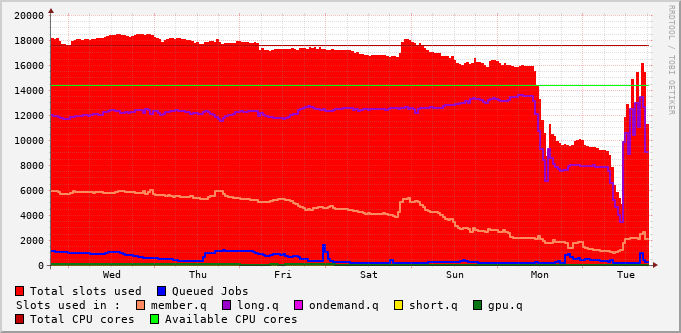 20000
18000
16000
14000
12000
10000
8000
6000
4000
2000
0
Wed Thu Fri Sat Sun Mon Tue
RRDTOOL / TOBI OETIKER
Total slots used Queued Jobs
Slots used in : member.q long.q ondemand.q short.q gpu.q
Total CPU cores Available CPU cores